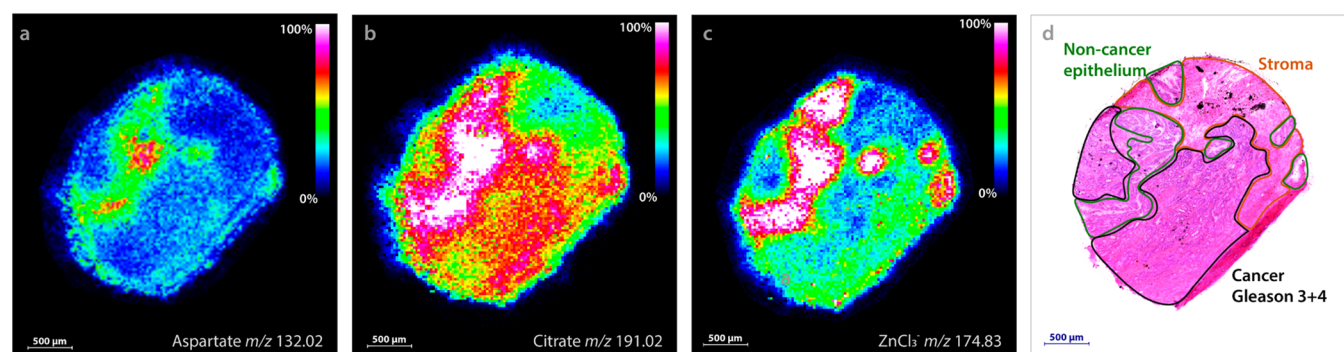 a
100%
0%
500 µm
Aspartate m/z 132.02
b
100%
0%
500 µm
Citrate m/z 191.02
c
100%
0%
500 µm
ZnCl₃⁻ m/z 174.83
d
Non-cancer
epithelium
Stroma
Cancer
Gleason 3+4
500 µm